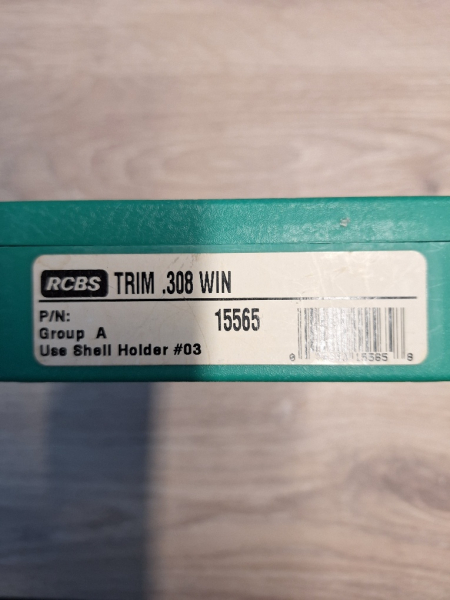 RCBS TRIM .308 WIN
P/N: 15565
Group A
Use Shell Holder #03